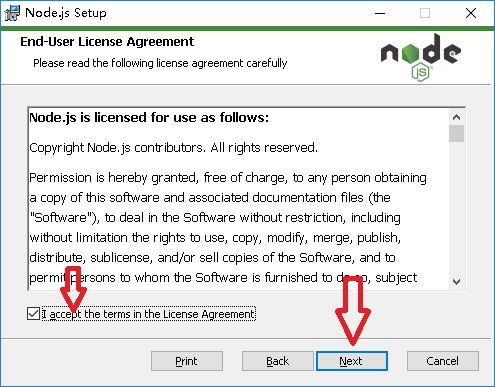 Node.js Setup
End-User License Agreement
Please read the following license agreement carefully
node
JS
Node.js is licensed for use as follows:
Copyright Node.js contributors. All rights reserved.
Permission is hereby granted, free of charge, to any person obtaining
a copy of this software and associated documentation files (the
"Software"), to deal in the Software without restriction, including
without limitation the rights to use, copy, modify, merge, publish,
distribute, sublicense, and/or sell copies of the Software, and to
permit persons to whom the Software is furnished to do so, subject
I accept the terms in the License Agreement
Print
Back
Next
Cancel